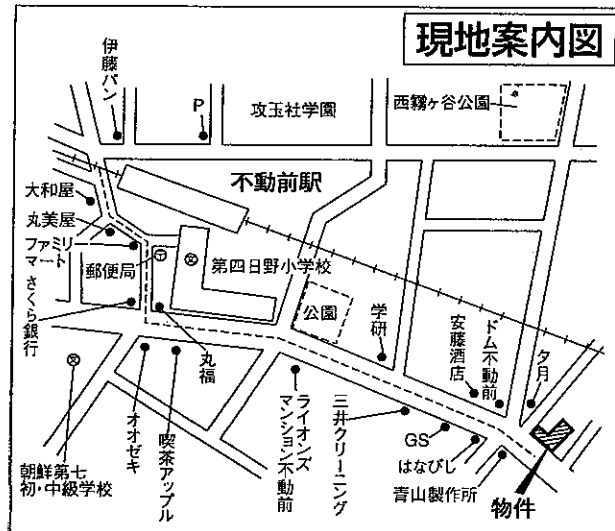 現地案内図
伊藤パン
P
攻玉社学園
西霧ヶ谷公園
不動前駅
大和屋
丸美屋
ファミリ
マート
郵便局
〒
文
第四日野小学校
さくら
銀行
公園
学研
安藤酒店
ドム不動前
夕月
文
丸福
オオゼキ
喫茶アップル
ライオンズ
マンション不動前
三井クリーニング
GS
はなびし
青山製作所
物件
朝鮮第七
初・中級学校